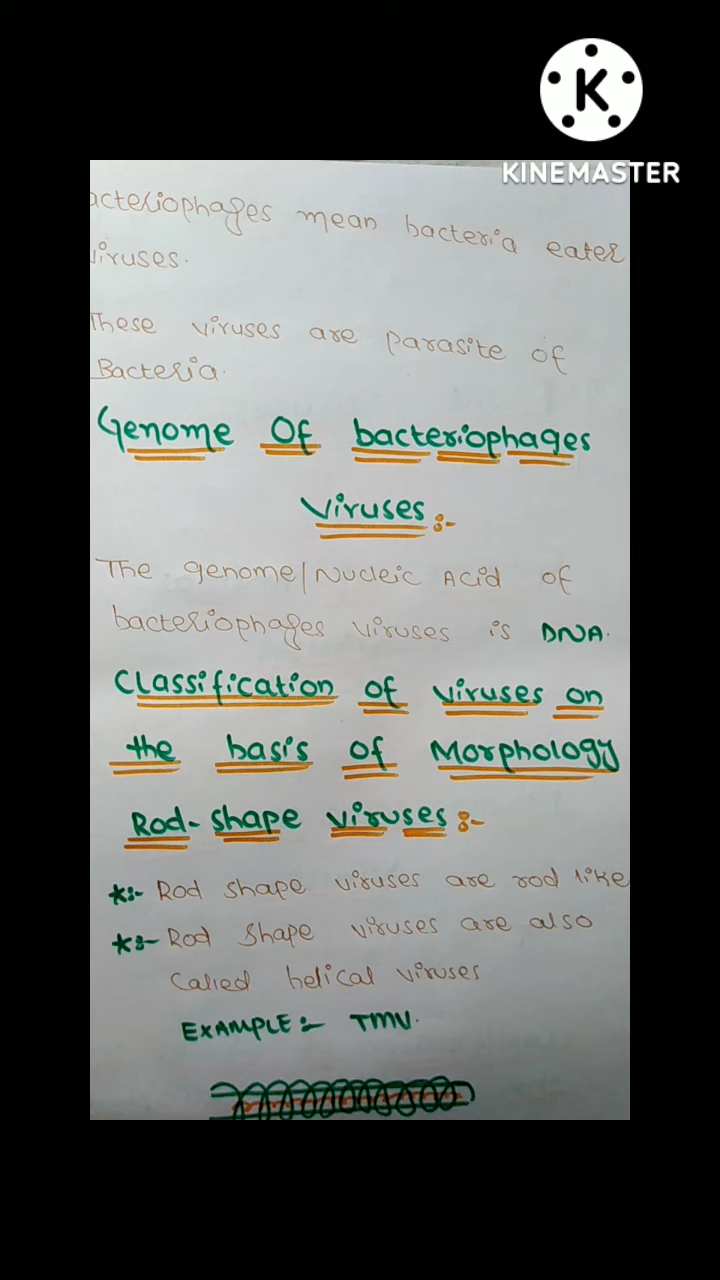 K
KINEMASTER
acteriophages mean bacteria eater
viruses.
These viruses are parasite of
Bacteria.
Genome Of bacteriophages
Viruses:-
The genome/Nucleic Acid of
bacteriophages viruses is DNA.
Classification of viruses on
the basis of Morphology
Rod-shape viruses:-
*:- Rod shape viruses are rod like
*:- Rod shape viruses are also
called helical viruses
EXAMPLE:- TMV.